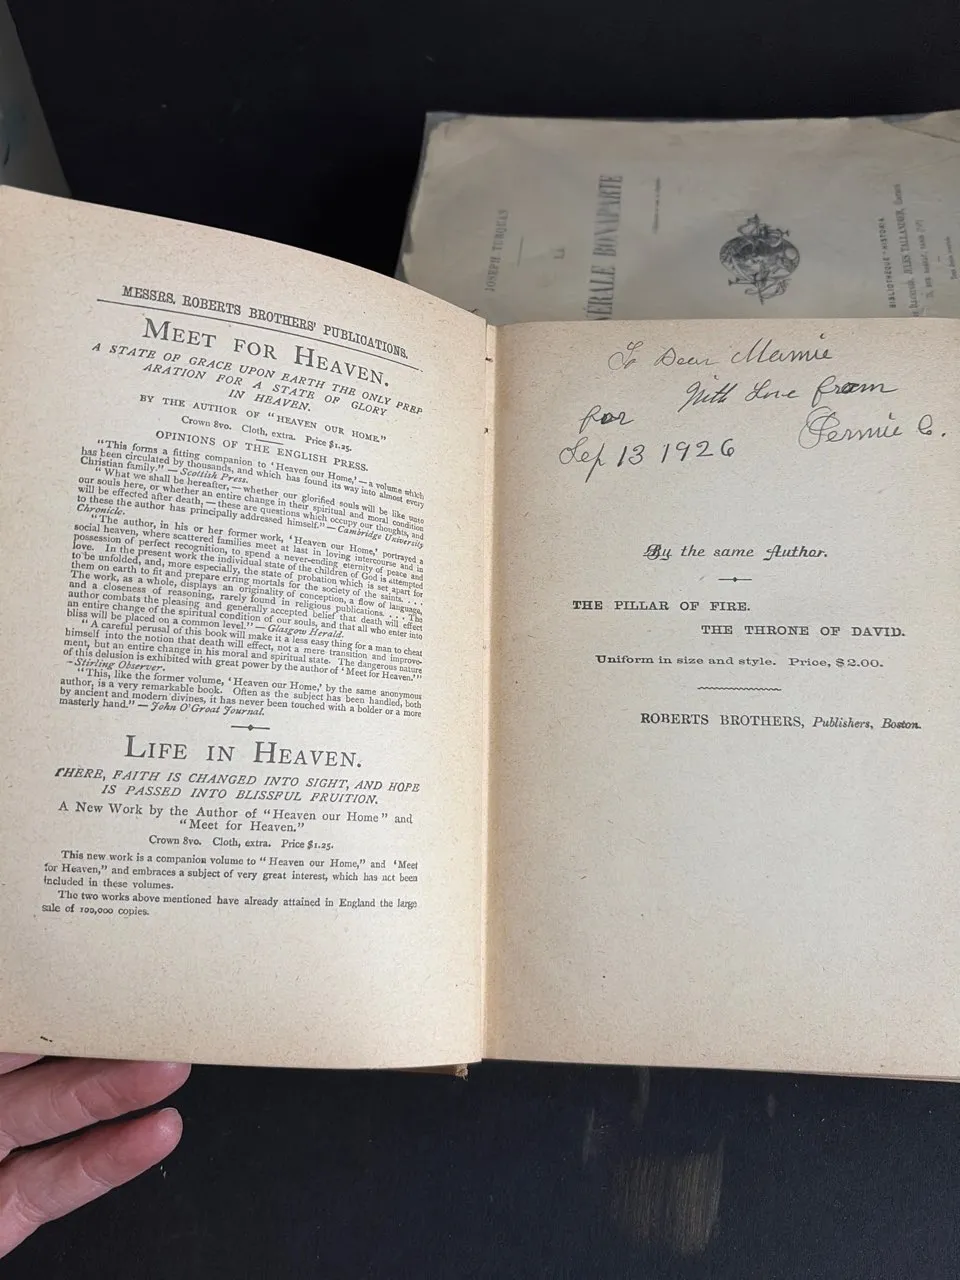 MESSRS. ROBERTS BROTHERS' PUBLICATIONS.
MEET FOR HEAVEN.
A STATE OF GRACE UPON EARTH THE ONLY PREP
ARATION FOR A STATE OF GLORY
IN HEAVEN.
BY THE AUTHOR OF "HEAVEN OUR HOME."
Crown 8vo. Cloth, extra. Price $1.25.
OPINIONS OF THE ENGLISH PRESS.
"This forms a fitting companion to 'Heaven our Home,' — a volume which
has been circulated by thousands, and which has found its way into almost every
Christian family." — Scottish Press.
"What we shall be hereafter, — whether our glorified souls will be like unto
our souls here, or whether an entire change in their spiritual and moral condition
will be effected after death, — these are questions which occupy our thoughts, and
to these the author has principally addressed himself." — Cambridge University
Chronicle.
"The author, in his or her former work, 'Heaven our Home,' portrayed a
social heaven, where scattered families meet at last in loving intercourse and in
possession of perfect recognition, to spend a never-ending eternity of peace and
love. In the present work the individual state of the children of God is attempted
to be unfolded, and, more especially, the state of probation which is set apart for
them on earth to fit and prepare erring mortals for the society of the saints. . . .
The work, as a whole, displays an originality of conception, a flow of language,
and a closeness of reasoning, rarely found in religious publications. . . . The
author combats the pleasing and generally accepted belief that death will effect
an entire change of the spiritual condition of our souls, and that all who enter into
bliss will be placed on a common level." — Glasgow Herald.
"A careful perusal of this book will make it a less easy thing for a man to cheat
himself into the notion that death will effect, not a mere transition and improve-
ment, but an entire change in his moral and spiritual state. The dangerous nature
of this delusion is exhibited with great power by the author of 'Meet for Heaven.'"
— Stirling Observer.
"This, like the former volume, 'Heaven our Home,' by the same anonymous
author, is a very remarkable book. Often as the subject has been handled, both
by ancient and modern divines, it has never been touched with a bolder or a more
masterly hand." — John O'Groat Journal.
LIFE IN HEAVEN.
THERE, FAITH IS CHANGED INTO SIGHT, AND HOPE
IS PASSED INTO BLISSFUL FRUITION.
A New Work by the Author of "Heaven our Home" and
"Meet for Heaven."
Crown 8vo. Cloth, extra. Price $1.25.
This new work is a companion volume to "Heaven our Home," and 'Meet
for Heaven," and embraces a subject of very great interest, which has not been
included in these volumes.
The two works above mentioned have already attained in England the large
sale of 100,000 copies.
To Dear Mamie
With Love from
for
Sep 13 1926
By the same Author.
THE PILLAR OF FIRE.
THE THRONE OF DAVID.
Uniform in size and style. Price, $2.00.
ROBERTS BROTHERS, Publishers, Boston.
JOSEPH TURQUAN
LA
NÉRALE BONAPARTE
BIBLIOTHÈQUE "HISTORIA"
JULES TALLANDIER